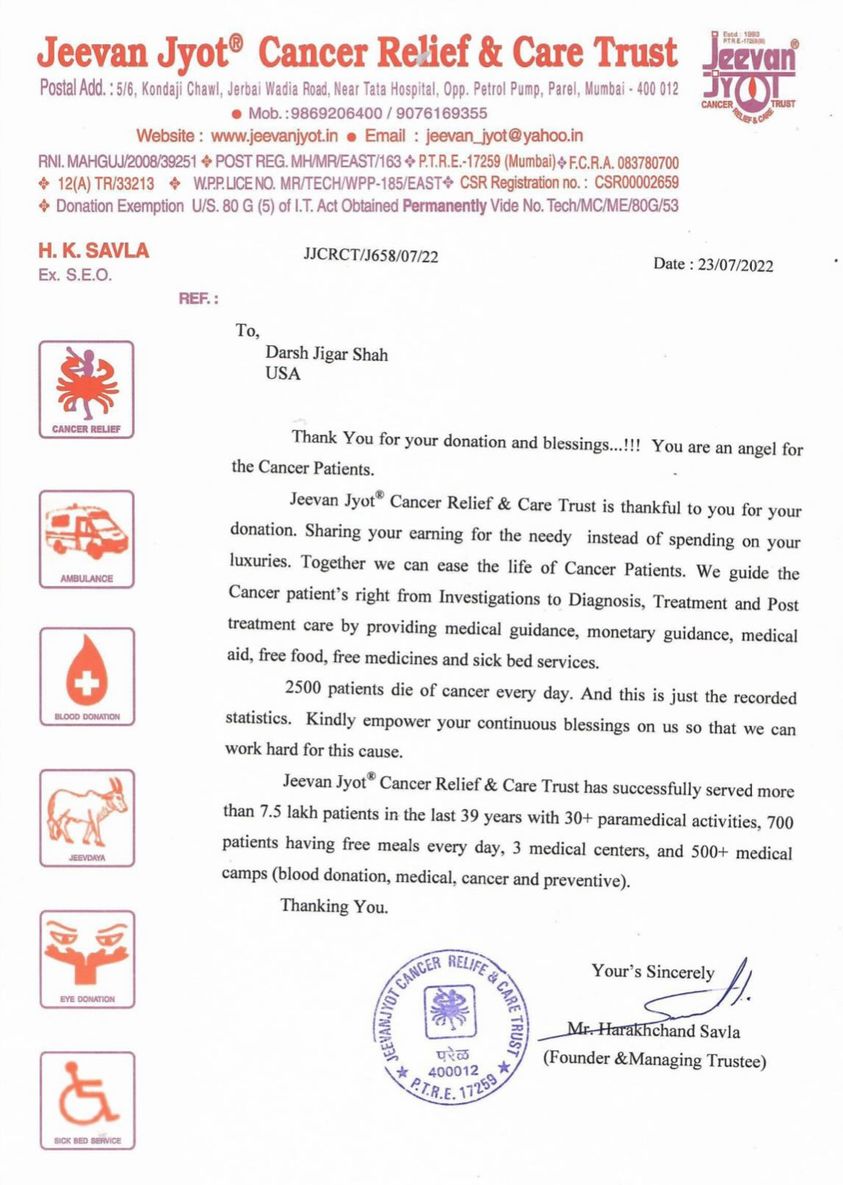 Jeevan Jyot® Cancer Relief & Care Trust
Estd : 1993
Jeevan®
JYOT
CANCER TRUST
RELIEF & CARE
Postal Add. : 5/6, Kondaji Chawl, Jerbai Wadia Road, Near Tata Hospital, Opp. Petrol Pump, Parel, Mumbai - 400 012
● Mob. :9869206400 / 9076169355
Website : www.jeevanjyot.in ● Email : jeevan_jyot@yahoo.in
RNI. MAHGUJ/2008/39251 ❖ POST REG. MH/MR/EAST/163 ❖ P.T.R.E.-17259 (Mumbai) ❖ F.C.R.A. 083780700
❖ 12(A) TR/33213 ❖ W.P.P. LICE NO. MR/TECH/WPP-185/EAST ❖ CSR Registration no. : CSR00002659
❖ Donation Exemption U/S. 80 G (5) of I.T. Act Obtained Permanently Vide No. Tech/MC/ME/80G/53
H. K. SAVLA
Ex. S.E.O.
JJCRCT/J658/07/22
Date : 23/07/2022
REF. :
To,
Darsh Jigar Shah
USA
Thank You for your donation and blessings...!!! You are an angel for
the Cancer Patients.
Jeevan Jyot® Cancer Relief & Care Trust is thankful to you for your
donation. Sharing your earning for the needy instead of spending on your
luxuries. Together we can ease the life of Cancer Patients. We guide the
Cancer patient's right from Investigations to Diagnosis, Treatment and Post
treatment care by providing medical guidance, monetary guidance, medical
aid, free food, free medicines and sick bed services.
2500 patients die of cancer every day. And this is just the recorded
statistics. Kindly empower your continuous blessings on us so that we can
work hard for this cause.
Jeevan Jyot® Cancer Relief & Care Trust has successfully served more
than 7.5 lakh patients in the last 39 years with 30+ paramedical activities, 700
patients having free meals every day, 3 medical centers, and 500+ medical
camps (blood donation, medical, cancer and preventive).
Thanking You.
Your's Sincerely
Mr. Harakhchand Savla
(Founder &Managing Trustee)
CANCER RELIEF
AMBULANCE
BLOOD DONATION
JEEVDAYA
EYE DONATION
SICK BED SERVICE
JEEVANJYOT CANCER RELIFE & CARE TRUST
परेल
400012
★ P.T.R.E. 17259 ★